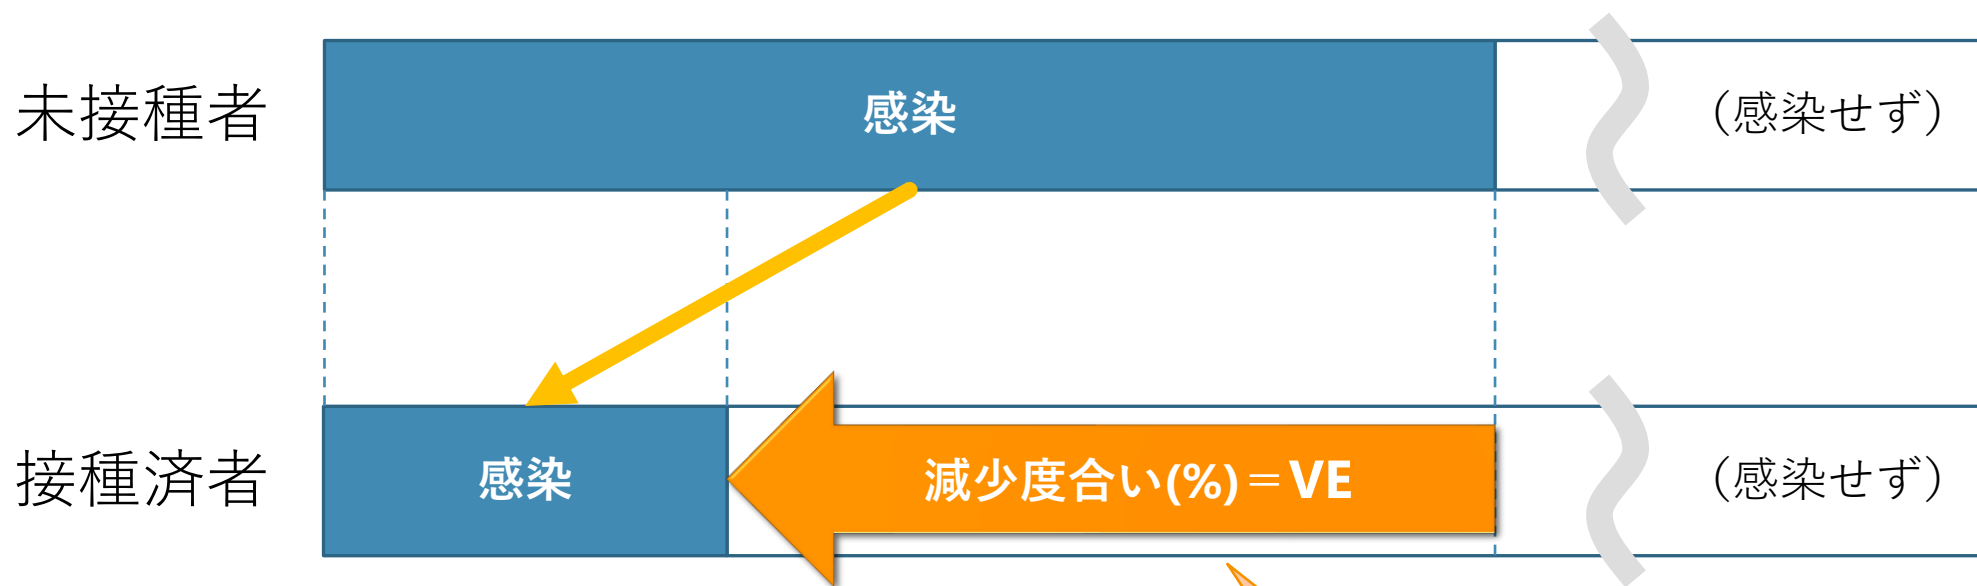 未接種者
感染
（感染せず）
接種済者
感染
減少度合い(%)＝VE
（感染せず）